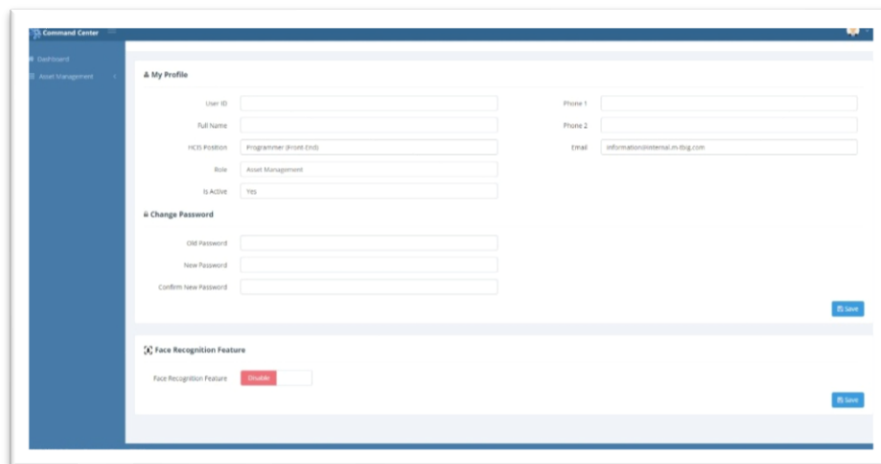 Command Center
Dashboard
Asset Management
My Profile
User ID
Full Name
HCIS Position Programmer (Front-End)
Role Asset Management
Is Active Yes
Phone 1
Phone 2
Email
Change Password
Old Password
New Password
Confirm New Password
Save
Face Recognition Feature
Face Recognition Feature Disable
Save